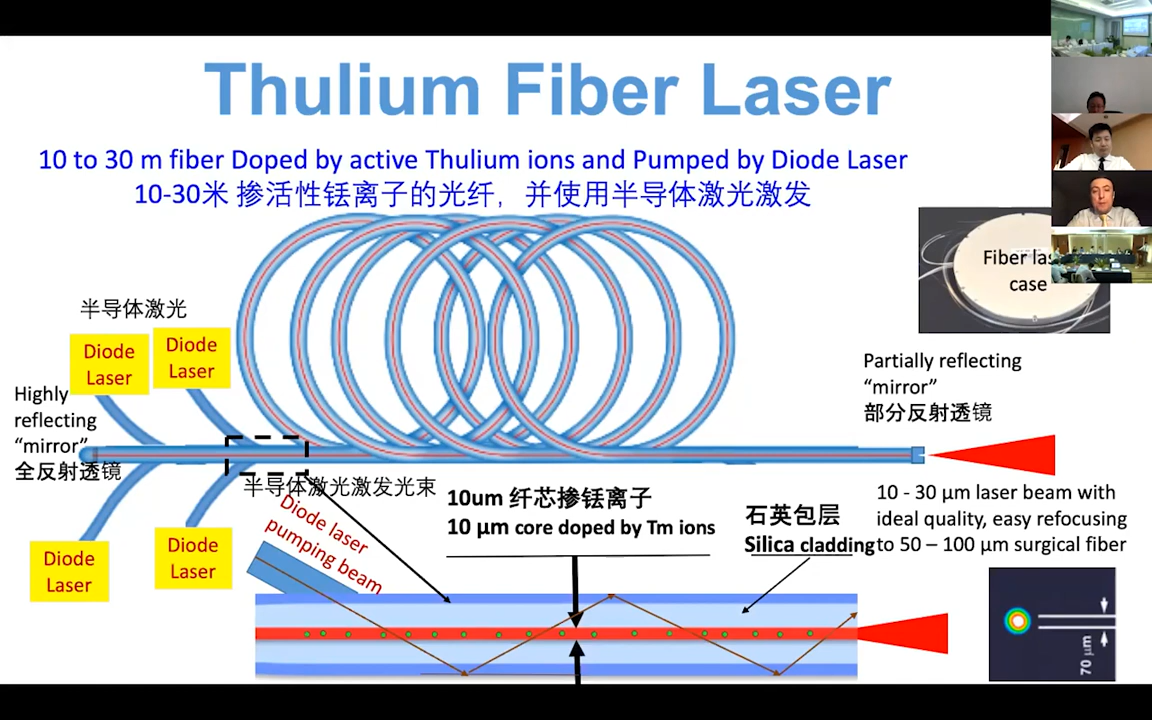 Thulium Fiber Laser
10 to 30 m fiber Doped by active Thulium ions and Pumped by Diode Laser
10-30米 掺活性铥离子的光纤，并使用半导体激光激发
Fiber las
case
半导体激光
Diode
Laser
Diode
Laser
Highly
reflecting
“mirror”
全反射透镜
Partially reflecting
“mirror”
部分反射透镜
半导体激光激发光束
Diode laser
pumping beam
10um 纤芯掺铥离子
10 µm core doped by Tm ions
石英包层
Silica cladding
10 - 30 µm laser beam with
ideal quality, easy refocusing
to 50 – 100 µm surgical fiber
Diode
Laser
Diode
Laser
70 µm